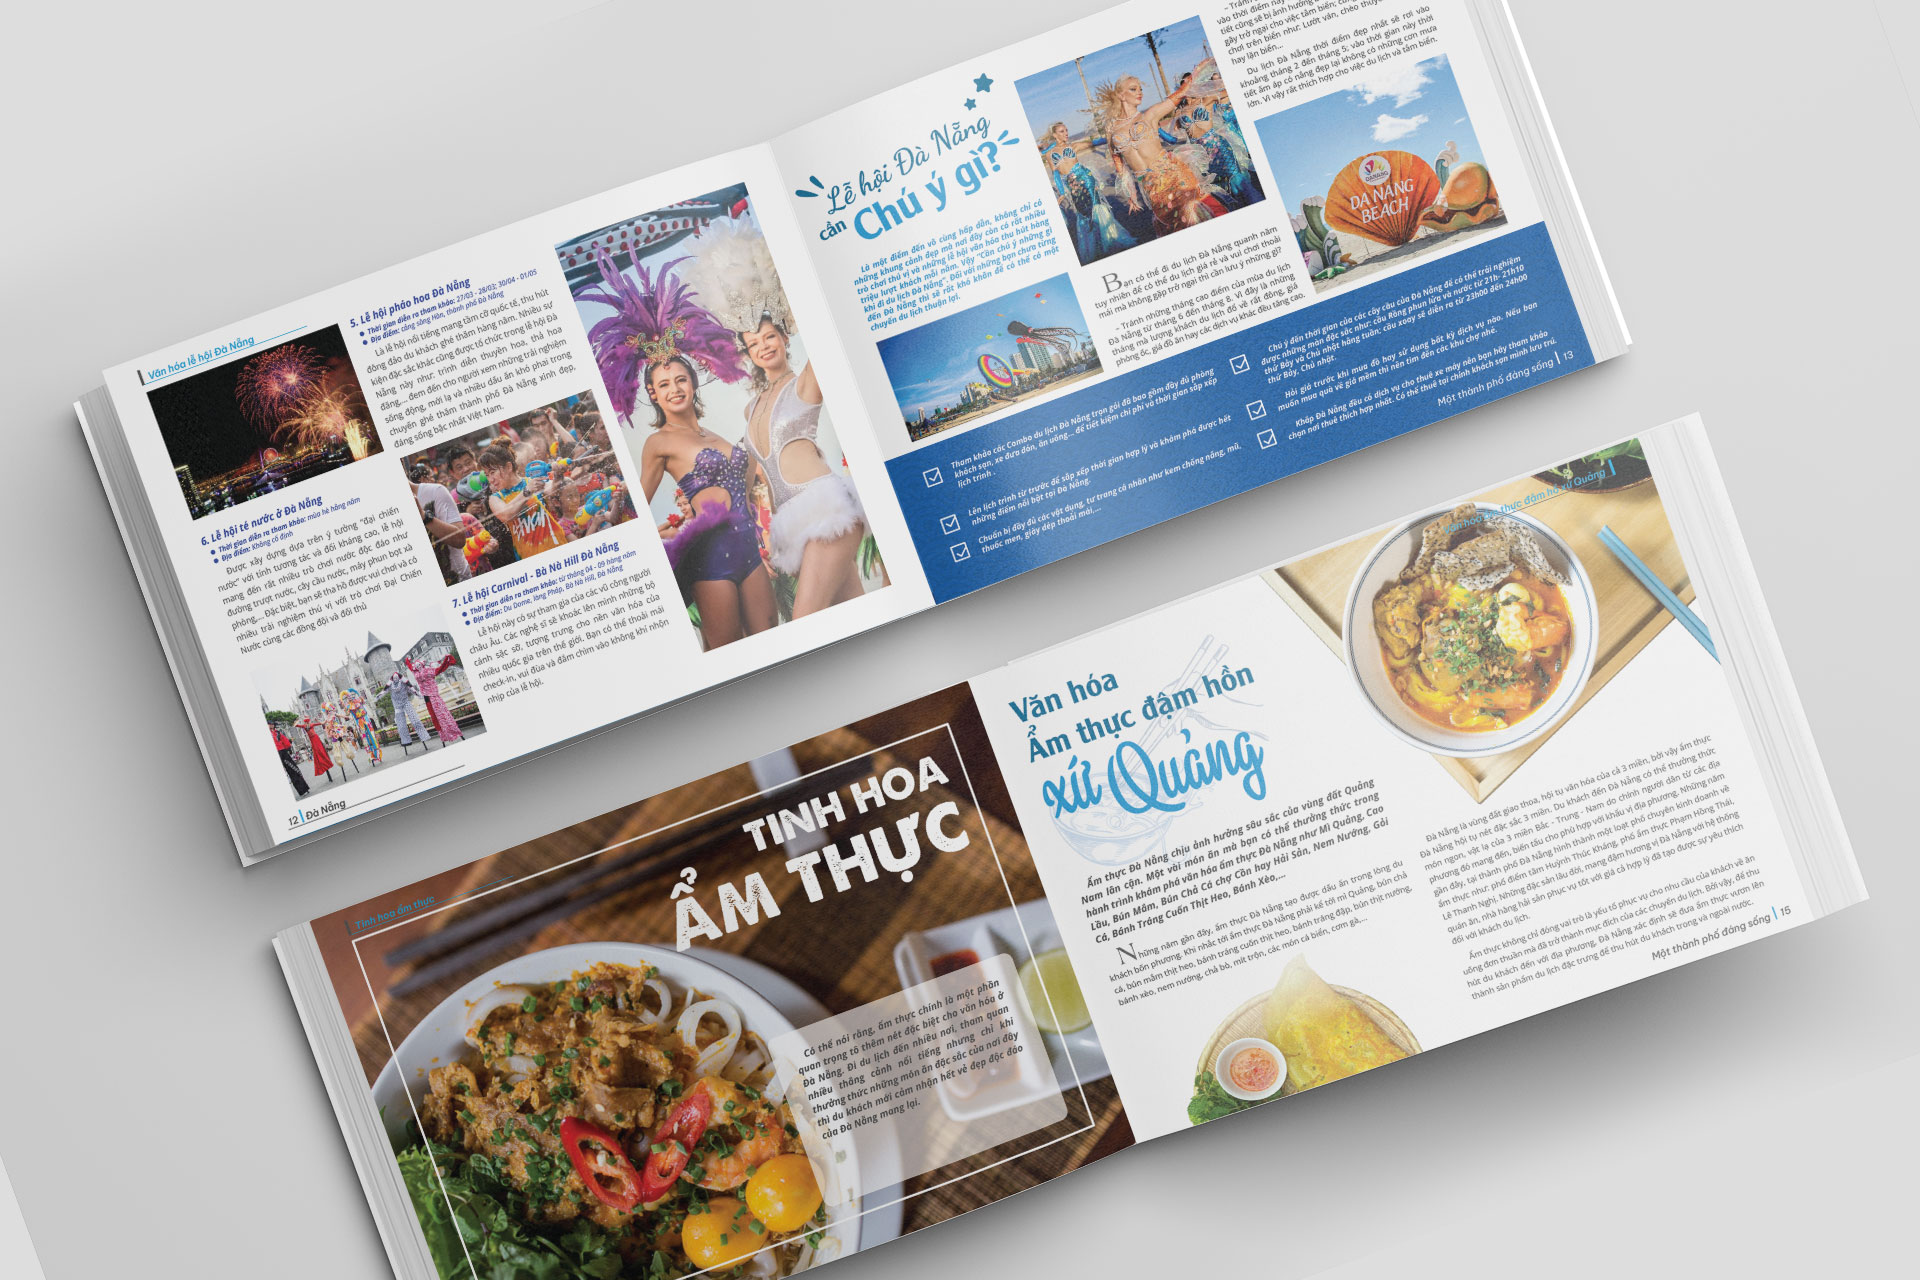 Văn hóa lễ hội Đà Nẵng
5. Lễ hội pháo hoa Đà Nẵng
Thời gian diễn ra tham khảo: 27/03 - 28/03; 30/04 - 01/05
Địa điểm: cảng sông Hàn, thành phố Đà Nẵng
Là lễ hội nổi tiếng mang tầm cỡ quốc tế, thu hút
đông đảo du khách ghé thăm hàng năm. Nhiều sự
kiện đặc sắc khác cũng được tổ chức trong lễ hội Đà
Nẵng này như: trình diễn thuyền hoa, thả hoa
đăng,... đem đến cho người xem những trải nghiệm
sống động, mới lạ và nhiều dấu ấn khó phai trong
chuyến ghé thăm thành phố Đà Nẵng xinh đẹp,
đáng sống bậc nhất Việt Nam.
6. Lễ hội té nước ở Đà Nẵng
Thời gian diễn ra tham khảo: mùa hè hằng năm
Địa điểm: Không cố định
Được xây dựng dựa trên ý tưởng "đại chiến
nước" với tính tương tác và đối kháng cao, lễ hội
mang đến rất nhiều trò chơi nước độc đáo như
đường trượt nước, cây cầu nước, máy phun bọt xà
phòng,... Đặc biệt, bạn sẽ tha hồ được vui chơi và có
nhiều trải nghiệm thú vị với trò chơi Đại Chiến
Nước cùng các đồng đội và đối thủ
7. Lễ hội Carnival - Bà Nà Hill Đà Nẵng
Thời gian diễn ra tham khảo: từ tháng 04 - 09 hàng năm
Địa điểm: Du Dome, làng Pháp, Bà Nà Hill, Đà Nẵng
Lễ hội này có sự tham gia của các vũ công người
châu Âu. Các nghệ sĩ sẽ khoác lên mình những bộ
cánh sặc sỡ, tượng trưng cho nền văn hóa của
nhiều quốc gia trên thế giới. Bạn có thể thoải mái
check-in, vui đùa và đắm chìm vào không khí nhộn
nhịp của lễ hội.
12 | Đà Nẵng
Lễ hội Đà Nẵng
cần Chú ý gì?
Là một điểm đến vô cùng hấp dẫn, không chỉ có
những khung cảnh đẹp mà nơi đây còn có rất nhiều
trò chơi thú vị và những lễ hội văn hóa thu hút hàng
triệu lượt khách mỗi năm. Vậy "Cần chú ý những gì
khi đi du lịch Đà Nẵng". Đối với những bạn chưa từng
đến Đà Nẵng thì sẽ rất khó khăn để có thể có một
chuyến du lịch thuận lợi.
Bạn có thể đi du lịch Đà Nẵng quanh năm
tuy nhiên để có thể du lịch giá rẻ và vui chơi thoải
mái mà không gặp trở ngại thì cần lưu ý những gì?
– Tránh những tháng cao điểm của mùa du lịch
Đà Nẵng từ tháng 6 đến tháng 8. Vì đây là những
tháng mà lượng khách du lịch đổ về rất đông, giá
phòng ốc, giá đồ ăn hay các dịch vụ khác đều tăng cao.
– Tránh
vào thời điểm này
tiết cũng sẽ bị ảnh hưởng
gây trở ngại cho việc tắm biển; cũng
chơi trên biển như: Lướt ván, chèo thuyền
hay lặn biển...
Du lịch Đà Nẵng thời điểm đẹp nhất sẽ rơi vào
khoảng tháng 2 đến tháng 5; vào thời gian này thời
tiết ấm áp có nắng đẹp lại không có những cơn mưa
lớn. Vì vậy rất thích hợp cho việc du lịch và tắm biển.
DANANG
DA NANG
BEACH
Tham khảo các Combo du lịch Đà Nẵng trọn gói đã bao gồm đầy đủ phòng
khách sạn, xe đưa đón, ăn uống... để tiết kiệm chi phí và thời gian sắp xếp
lịch trình .
Lên lịch trình từ trước để sắp xếp thời gian hợp lý và khám phá được hết
những điểm nổi bật tại Đà Nẵng.
Chuẩn bị đầy đủ các vật dụng, tư trang cá nhân như kem chống nắng, mũ,
thuốc men, giày dép thoải mái,...
Chú ý đến thời gian của các cây cầu của Đà Nẵng để có thể trải nghiệm
được những màn độc sắc như: cầu Rồng phun lửa và nước từ 21h- 21h10
thứ Bảy và Chủ nhật hàng tuần; cầu xoay sẽ diễn ra từ 23h00 đến 24h00
thứ Bảy, Chủ nhật.
Hỏi giá trước khi mua đồ hay sử dụng bất kỳ dịch vụ nào. Nếu bạn
muốn mua quà về giá mềm thì nên tìm đến các khu chợ nhé.
Khắp Đà Nẵng đều có dịch vụ cho thuê xe máy nên bạn hãy tham khảo
chọn nơi thuê thích hợp nhất. Có thể thuê tại chính khách sạn mình lưu trú.
Một thành phố đáng sống | 13
Tinh hoa ẩm thực
TINH HOA
ẨM THỰC
Có thể nói rằng, ẩm thực chính là một phần
quan trọng tô thêm nét đặc biệt cho văn hóa ở
Đà Nẵng. Đi du lịch đến nhiều nơi, tham quan
nhiều thắng cảnh nổi tiếng nhưng chỉ khi
thưởng thức những món ăn đặc sắc của nơi đây
thì du khách mới cảm nhận hết vẻ đẹp độc đáo
của Đà Nẵng mang lại.
Văn hóa ẩm thực đậm hồn xứ Quảng
Văn hóa
Ẩm thực đậm hồn
xứ Quảng
Ẩm thực Đà Nẵng chịu ảnh hưởng sâu sắc của vùng đất Quảng
Nam lân cận. Một vài món ăn mà bạn có thể thưởng thức trong
hành trình khám phá văn hóa ẩm thực Đà Nẵng như Mì Quảng, Cao
Lầu, Bún Mắm, Bún Chả Cá chợ Cồn hay Hải Sản, Nem Nướng, Gỏi
Cá, Bánh Tráng Cuốn Thịt Heo, Bánh Xèo,...
Những năm gần đây, ẩm thực Đà Nẵng tạo được dấu ấn trong lòng du
khách bốn phương. Khi nhắc tới ẩm thực Đà Nẵng phải kể tới mì Quảng, bún chả
cá, bún mắm thịt heo, bánh tráng cuốn thịt heo, bánh tráng đập, bún thịt nướng,
bánh xèo, nem nướng, chả bò, mít trộn, các món cá biển, cơm gà,...
Đà Nẵng là vùng đất giao thoa, hội tụ văn hóa của cả 3 miền, bởi vậy ẩm thực
Đà Nẵng hội tụ nét đặc sắc 3 miền. Du khách đến Đà Nẵng có thể thưởng thức
món ngon, vật lạ của 3 miền Bắc - Trung - Nam do chính người dân từ các địa
phương đó mang đến, biến tấu cho phù hợp với khẩu vị địa phương. Những năm
gần đây, tại thành phố Đà Nẵng hình thành một loạt phố chuyên kinh doanh về
ẩm thực như: phố đêm tâm Huỳnh Thúc Kháng, phố ẩm thực Phạm Hồng Thái,
Lê Thanh Nghị. Những đặc sản lâu đời, mang đậm hương vị Đà Nẵng với hệ thống
quán ăn, nhà hàng hải sản phục vụ tốt với giá cả hợp lý đã tạo được sự yêu thích
đối với khách du lịch.
Ẩm thực không chỉ đóng vai trò là yếu tố phục vụ cho nhu cầu của khách về ăn
uống đơn thuần mà đã trở thành mục đích của các chuyến du lịch. Bởi vậy, để thu
hút du khách đến với địa phương, Đà Nẵng xác định sẽ đưa ẩm thực vươn lên
thành sản phẩm du lịch đặc trưng để thu hút du khách trong và ngoài nước.
Một thành phố đáng sống | 15